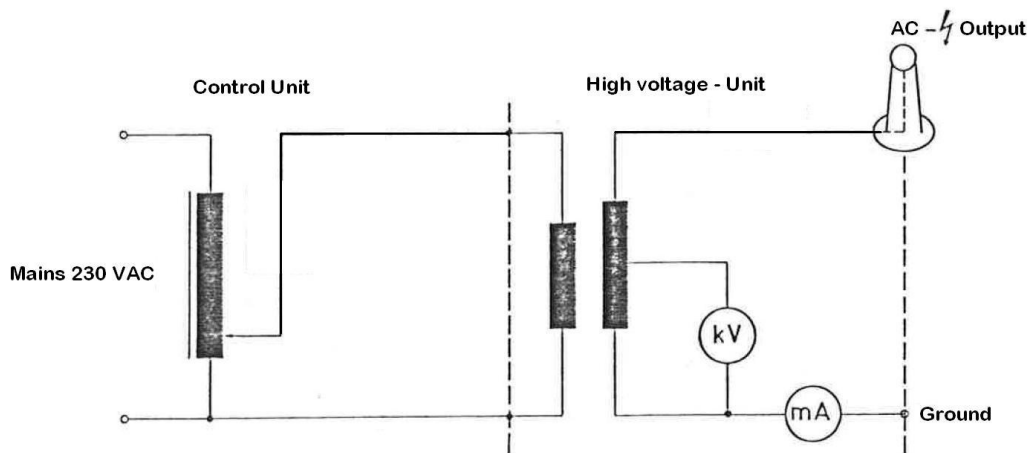 AC - Output
Control Unit
High voltage - Unit
Mains 230 VAC
kV
mA
Ground